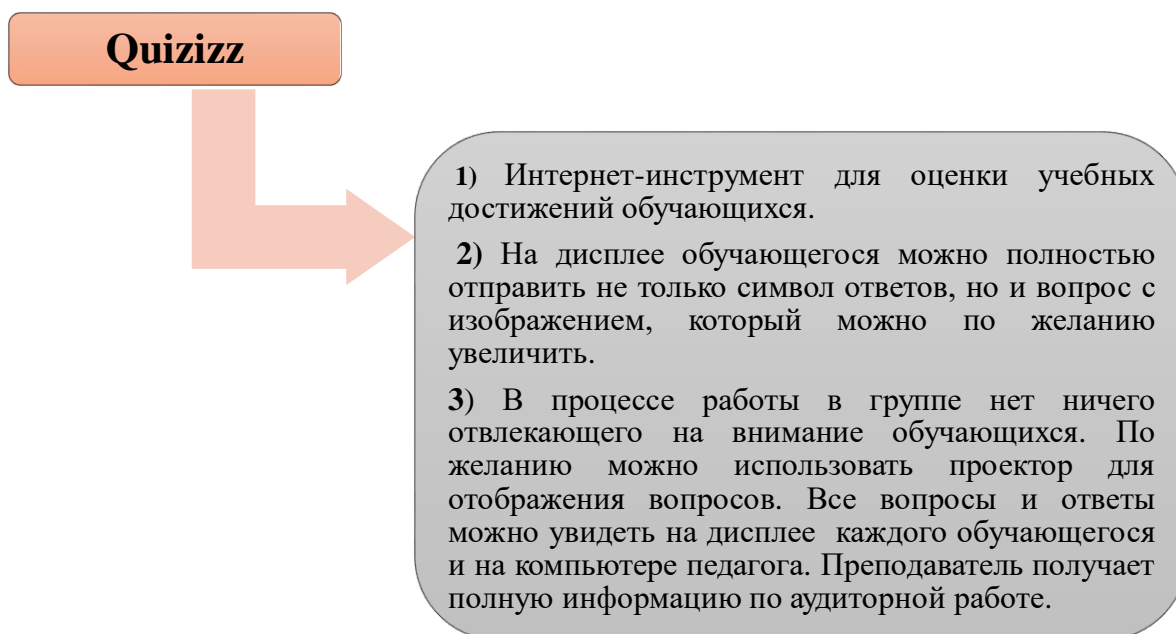 Quizizz
1) Интернет-инструмент для оценки учебных
достижений обучающихся.
2) На дисплее обучающегося можно полностью
отправить не только символ ответов, но и вопрос с
изображением, который можно по желанию
увеличить.
3) В процессе работы в группе нет ничего
отвлекающего на внимание обучающихся. По
желанию можно использовать проектор для
отображения вопросов. Все вопросы и ответы
можно увидеть на дисплее каждого обучающегося
и на компьютере педагога. Преподаватель получает
полную информацию по аудиторной работе.